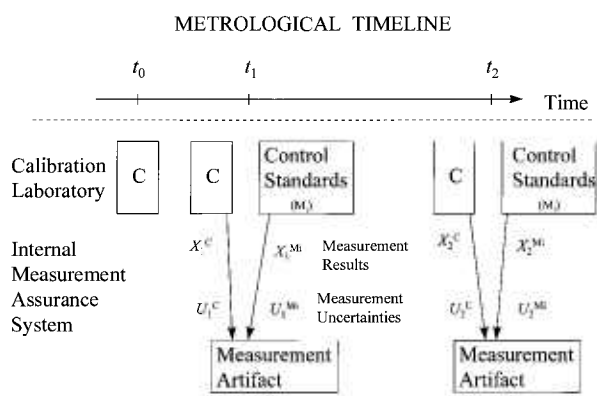 METROLOGICAL TIMELINE
t₀ t₁ t₂
Time
Calibration
Laboratory
C
C
Control
Standards
(Mᵢ)
C
Control
Standards
(Mᵢ)
Internal
Measurement
Assurance
System
X₁ᶜ
X₁ᴹⁱ
Measurement
Results
X₂ᶜ
X₂ᴹⁱ
U₁ᶜ
U₁ᴹⁱ
Measurement
Uncertainties
U₂ᶜ
U₂ᴹⁱ
Measurement
Artifact
Measurement
Artifact